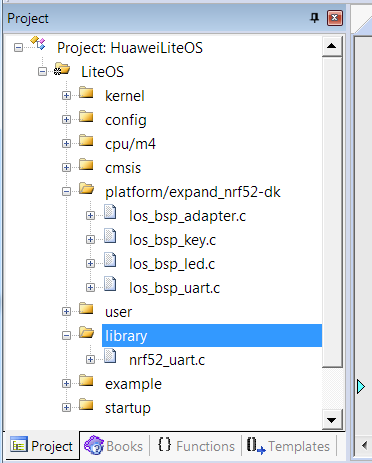 Project
Project: HuaweiLiteOS
LiteOS
kernel
config
cpu/m4
cmsis
platform/expand_nrf52-dk
los_bsp_adapter.c
los_bsp_key.c
los_bsp_led.c
los_bsp_uart.c
user
library
nrf52_uart.c
example
startup
Project Books {} Functions 0 Templates